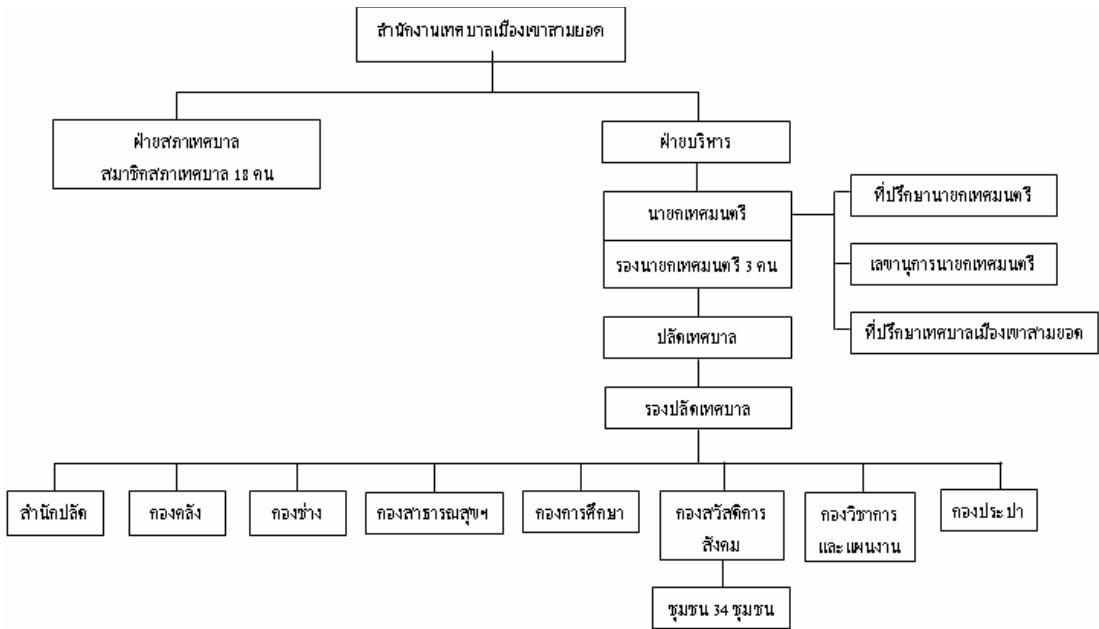 สำนักงานเทศบาลเมืองเขาสามยอด
ฝ่ายสภาเทศบาล
สมาชิกสภาเทศบาล 18 คน
ฝ่ายบริหาร
นายกเทศมนตรี
รองนายกเทศมนตรี 3 คน
ที่ปรึกษานายกเทศมนตรี
เลขานุการนายกเทศมนตรี
ที่ปรึกษาเทศบาลเมืองเขาสามยอด
ปลัดเทศบาล
รองปลัดเทศบาล
สำนักปลัด
กองคลัง
กองช่าง
กองสาธารณสุขฯ
กองการศึกษา
กองสวัสดิการ
สังคม
กองวิชาการ
และแผนงาน
กองประปา
ชุมชน 34 ชุมชน